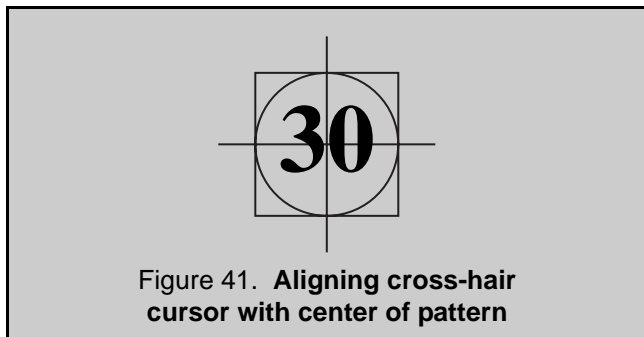 30
Figure 41. Aligning cross-hair
cursor with center of pattern